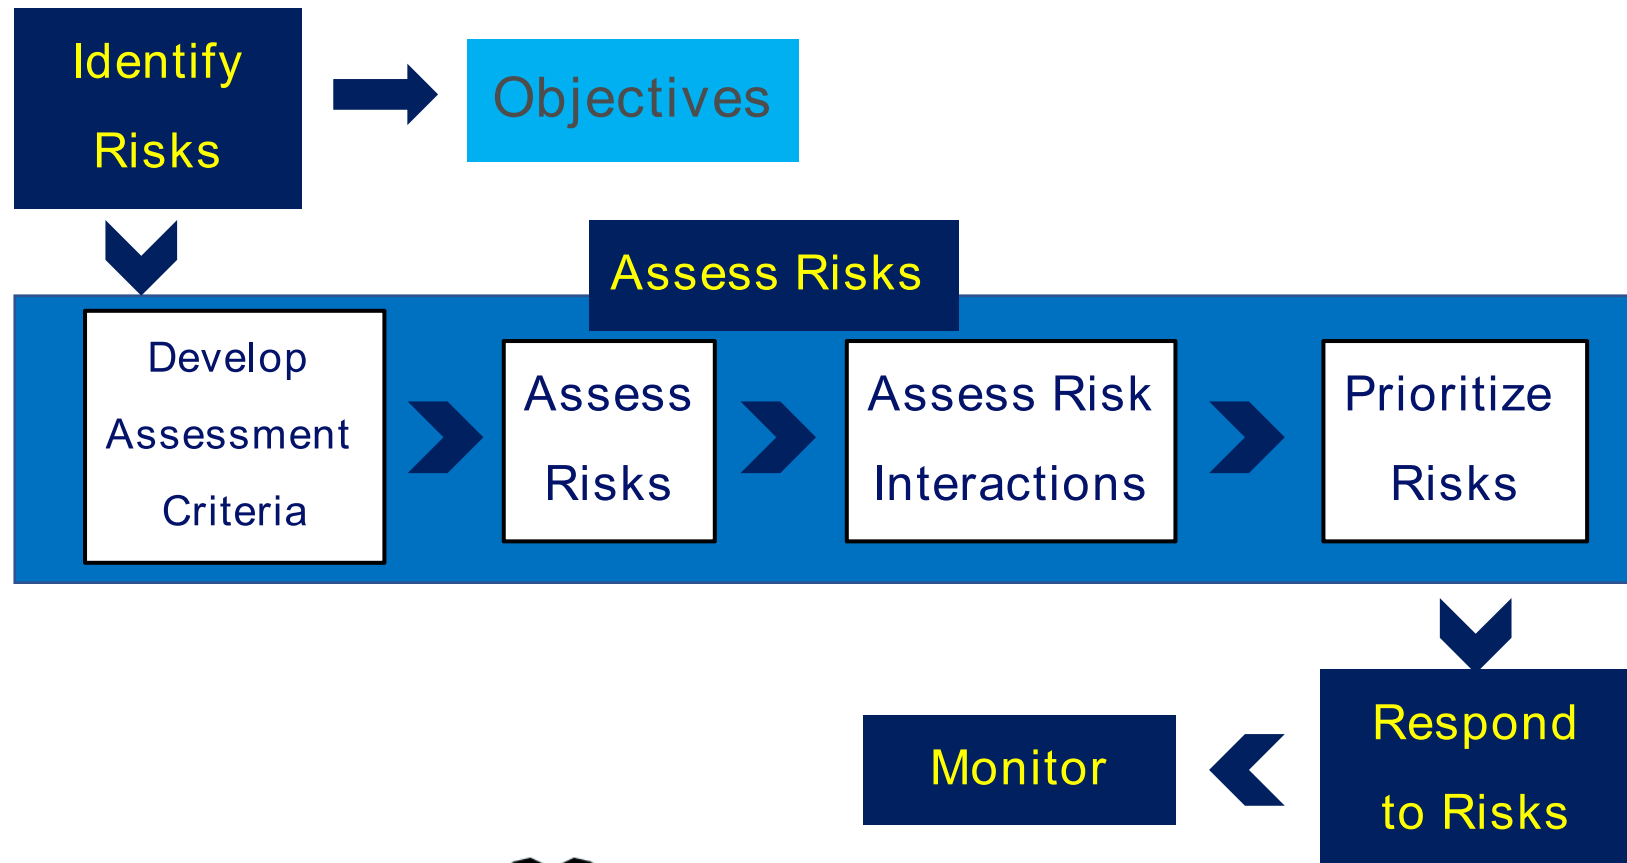 Identify
Risks
Objectives
Assess Risks
Develop
Assessment
Criteria
Assess
Risks
Assess Risk
Interactions
Prioritize
Risks
Respond
to Risks
Monitor